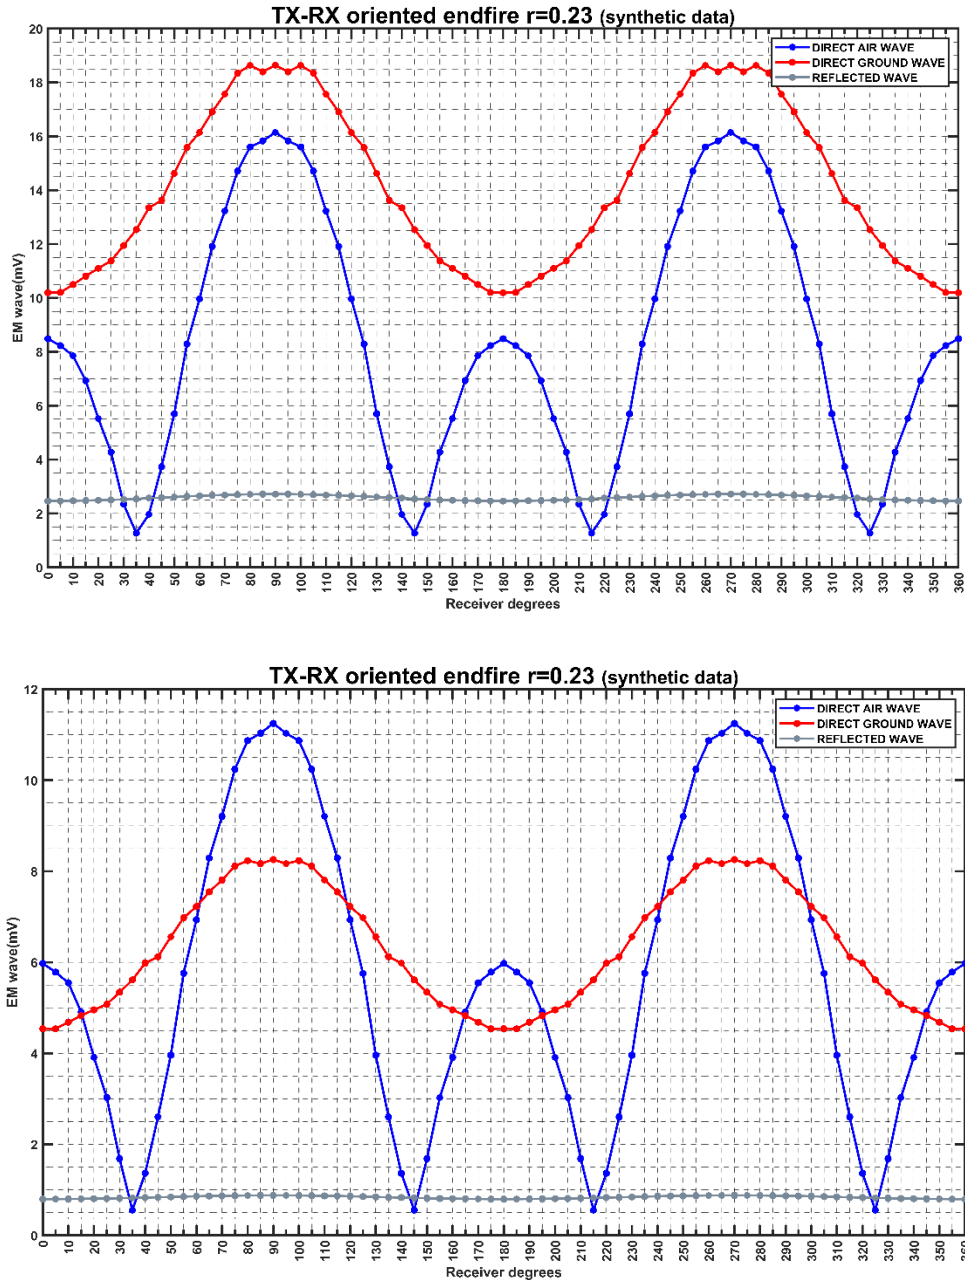 TX-RX oriented endfire r=0.23 (synthetic data)
DIRECT AIR WAVE
DIRECT GROUND WAVE
REFLECTED WAVE
EM wave(mV)
20
18
16
14
12
10
8
6
4
2
0
0 10 20 30 40 50 60 70 80 90 100 110 120 130 140 150 160 170 180 190 200 210 220 230 240 250 260 270 280 290 300 310 320 330 340 350 360
Receiver degrees
TX-RX oriented endfire r=0.23 (synthetic data)
DIRECT AIR WAVE
DIRECT GROUND WAVE
REFLECTED WAVE
EM wave(mV)
12
10
8
6
4
2
0
0 10 20 30 40 50 60 70 80 90 100 110 120 130 140 150 160 170 180 190 200 210 220 230 240 250 260 270 280 290 300 310 320 330 340 350 360
Receiver degrees